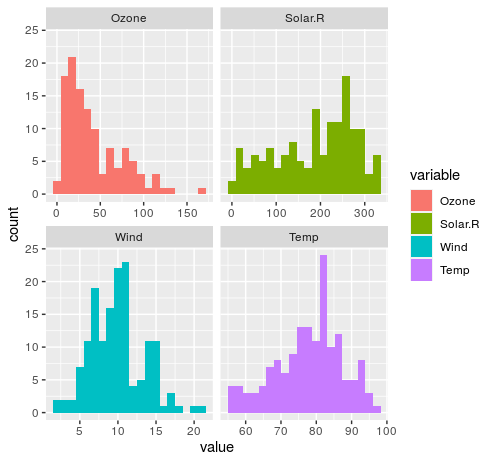 Ozone
Solar.R
25
20
15
10
5
0
0 50 100 150
0 100 200 300
count
Wind
Temp
25
20
15
10
5
0
5 10 15 20
60 70 80 90 100
value
variable
Ozone
Solar.R
Wind
Temp